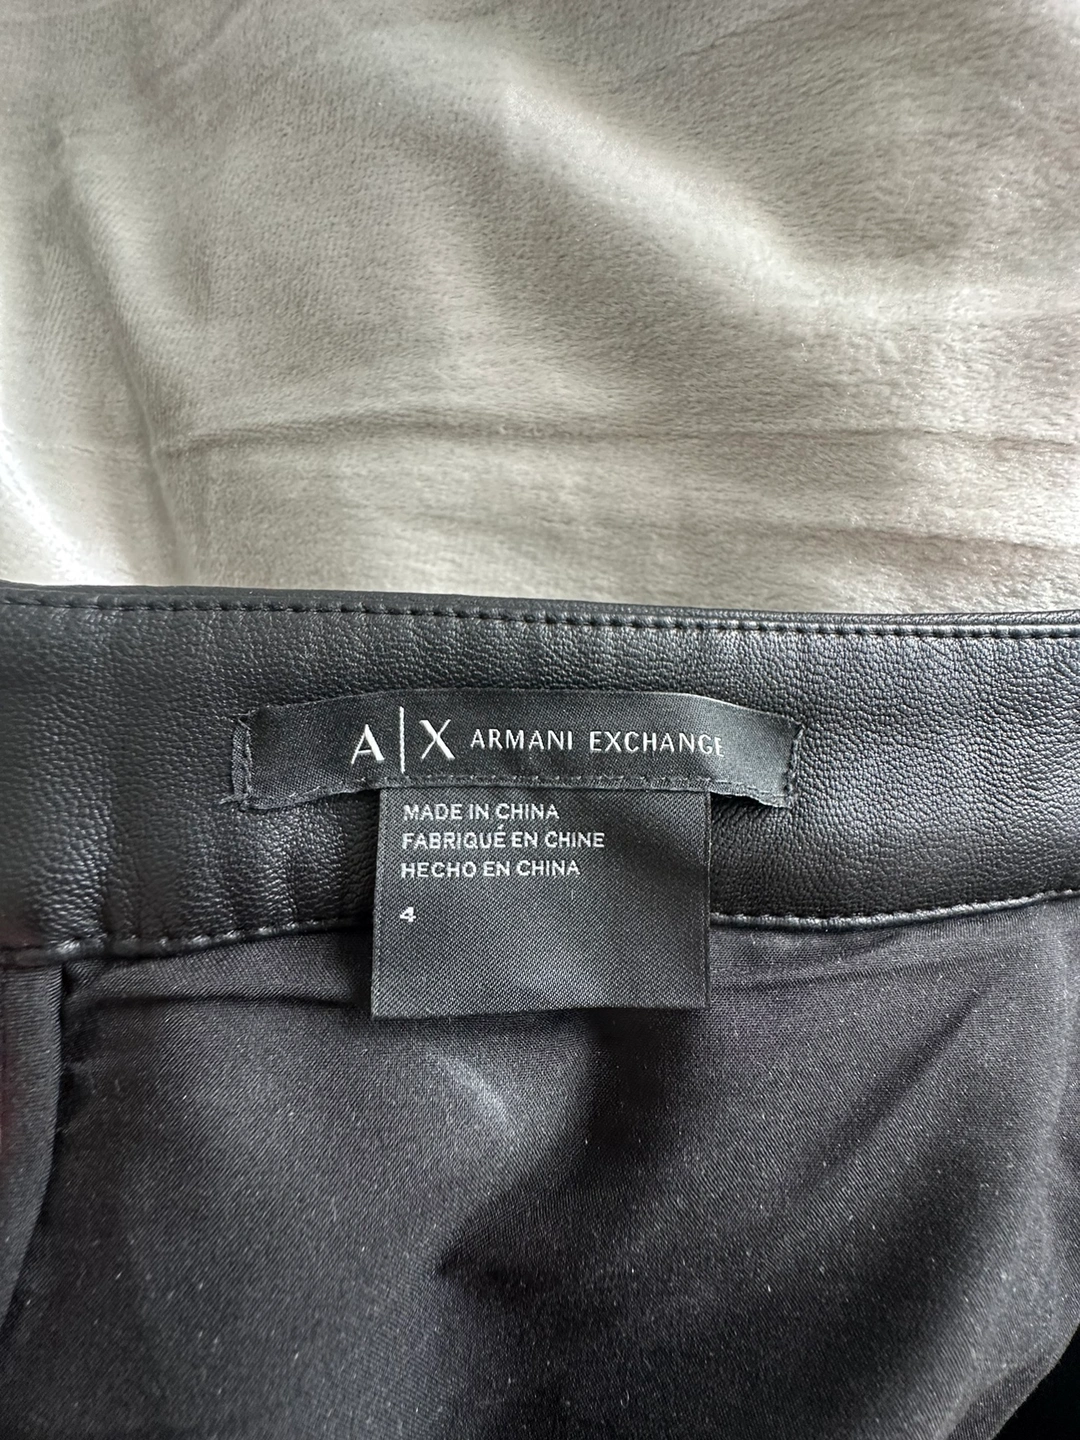 A|X ARMANI EXCHANGE
MADE IN CHINA
FABRIQUÉ EN CHINE
HECHO EN CHINA
4